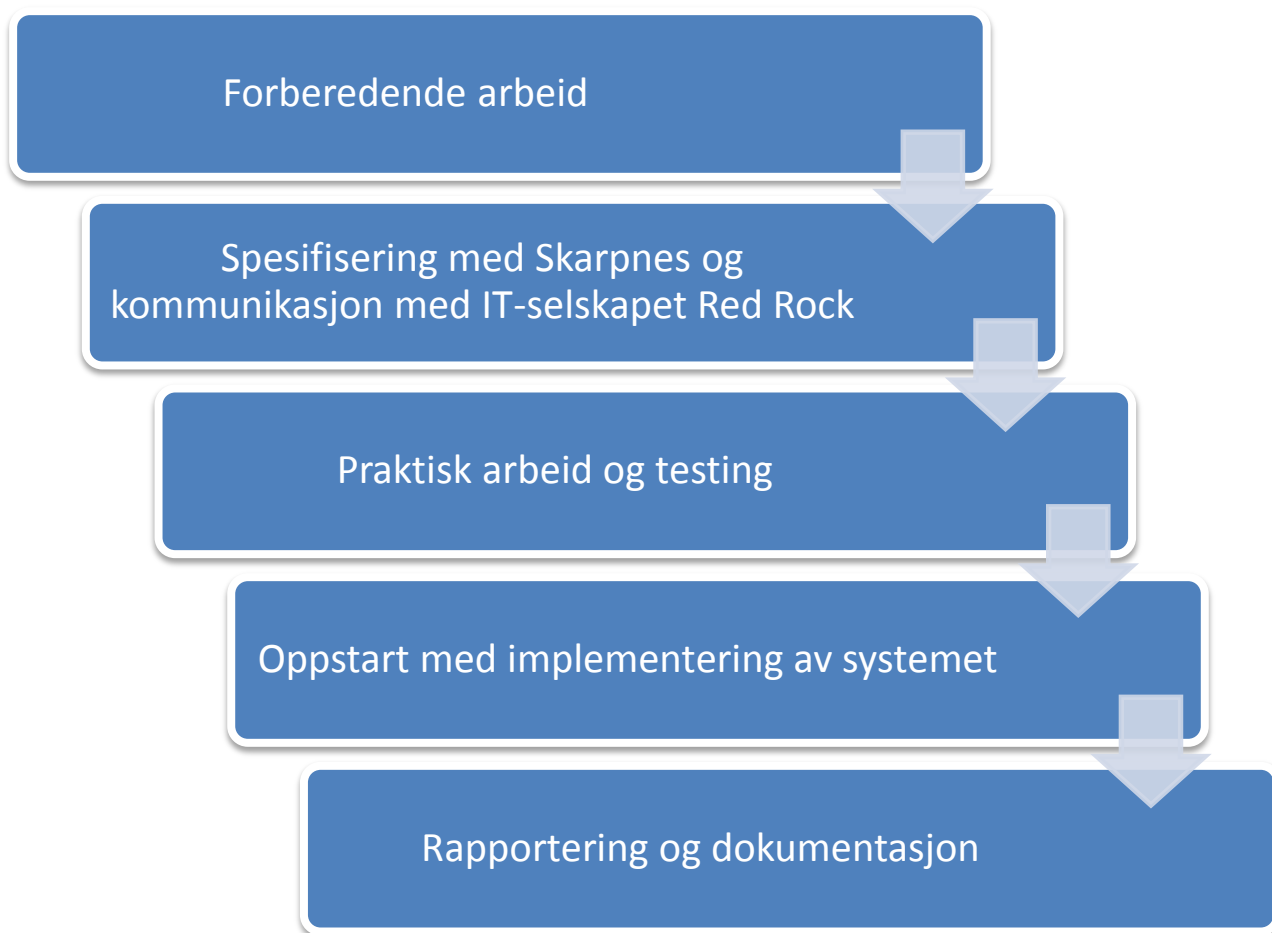 Forberedende arbeid
Spesifisering med Skarpnes og
kommunikasjon med IT-selskapet Red Rock
Praktisk arbeid og testing
Oppstart med implementering av systemet
Rapportering og dokumentasjon